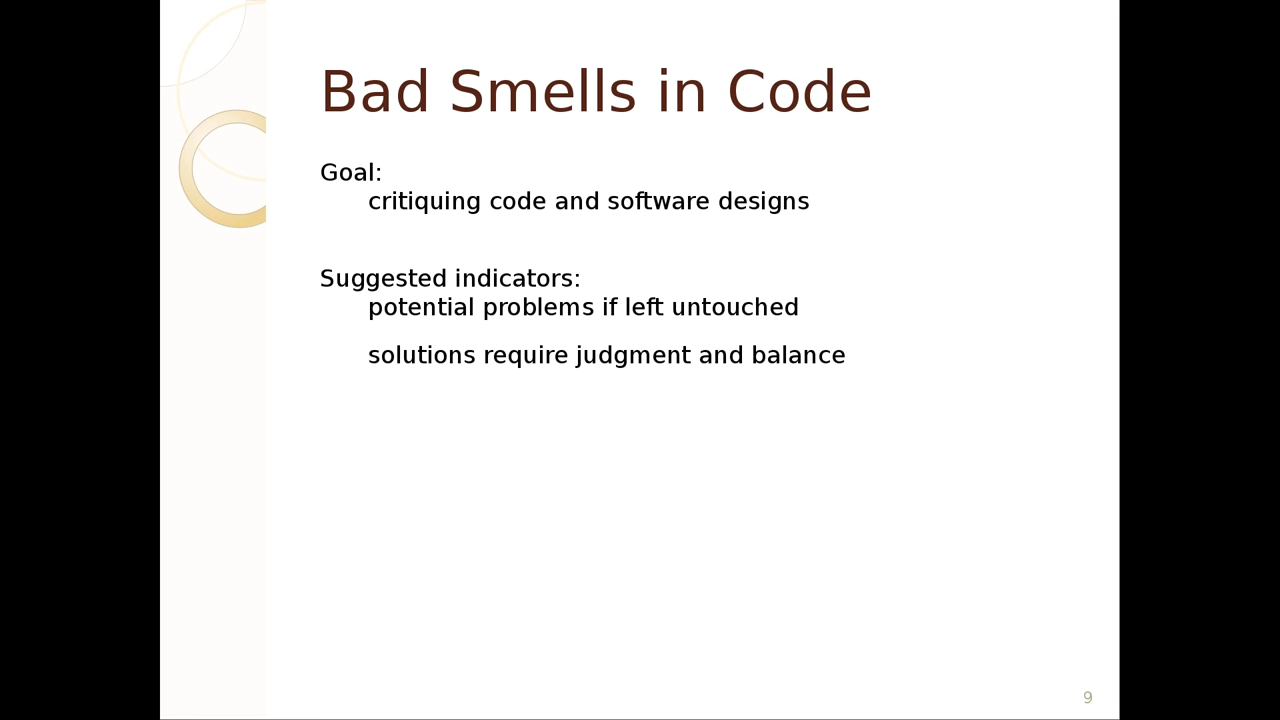 Bad Smells in Code
Goal:
critiquing code and software designs
Suggested indicators:
potential problems if left untouched
solutions require judgment and balance
9